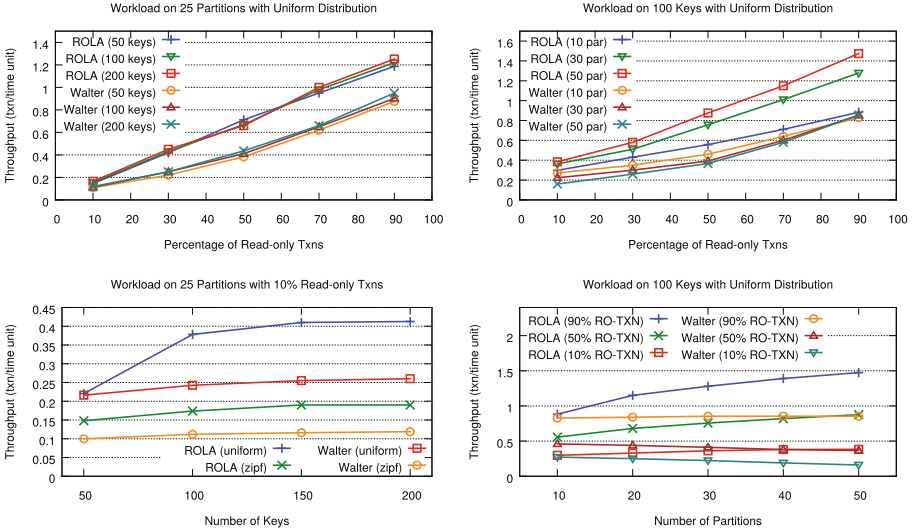 Workload on 25 Partitions with Uniform Distribution
Throughput (txn/time unit)
1.4
1.2
1
0.8
0.6
0.4
0.2
0
ROLA (50 keys)
ROLA (100 keys)
ROLA (200 keys)
Walter (50 keys)
Walter (100 keys)
Walter (200 keys)
0 10 20 30 40 50 60 70 80 90 100
Percentage of Read-only Txns
Workload on 100 Keys with Uniform Distribution
Throughput (txn/time unit)
1.6
1.4
1.2
1
0.8
0.6
0.4
0.2
0
ROLA (10 par)
ROLA (30 par)
ROLA (50 par)
Walter (10 par)
Walter (30 par)
Walter (50 par)
0 10 20 30 40 50 60 70 80 90 100
Percentage of Read-only Txns
Workload on 25 Partitions with 10% Read-only Txns
Throughput (txn/time unit)
0.45
0.4
0.35
0.3
0.25
0.2
0.15
0.1
0.05
0
ROLA (uniform) Walter (uniform)
ROLA (zipf) Walter (zipf)
50 100 150 200
Number of Keys
Workload on 100 Keys with Uniform Distribution
Throughput (txn/time unit)
2
1.5
1
0.5
0
ROLA (90% RO-TXN) Walter (90% RO-TXN)
ROLA (50% RO-TXN) Walter (50% RO-TXN)
ROLA (10% RO-TXN) Walter (10% RO-TXN)
10 20 30 40 50
Number of Partitions